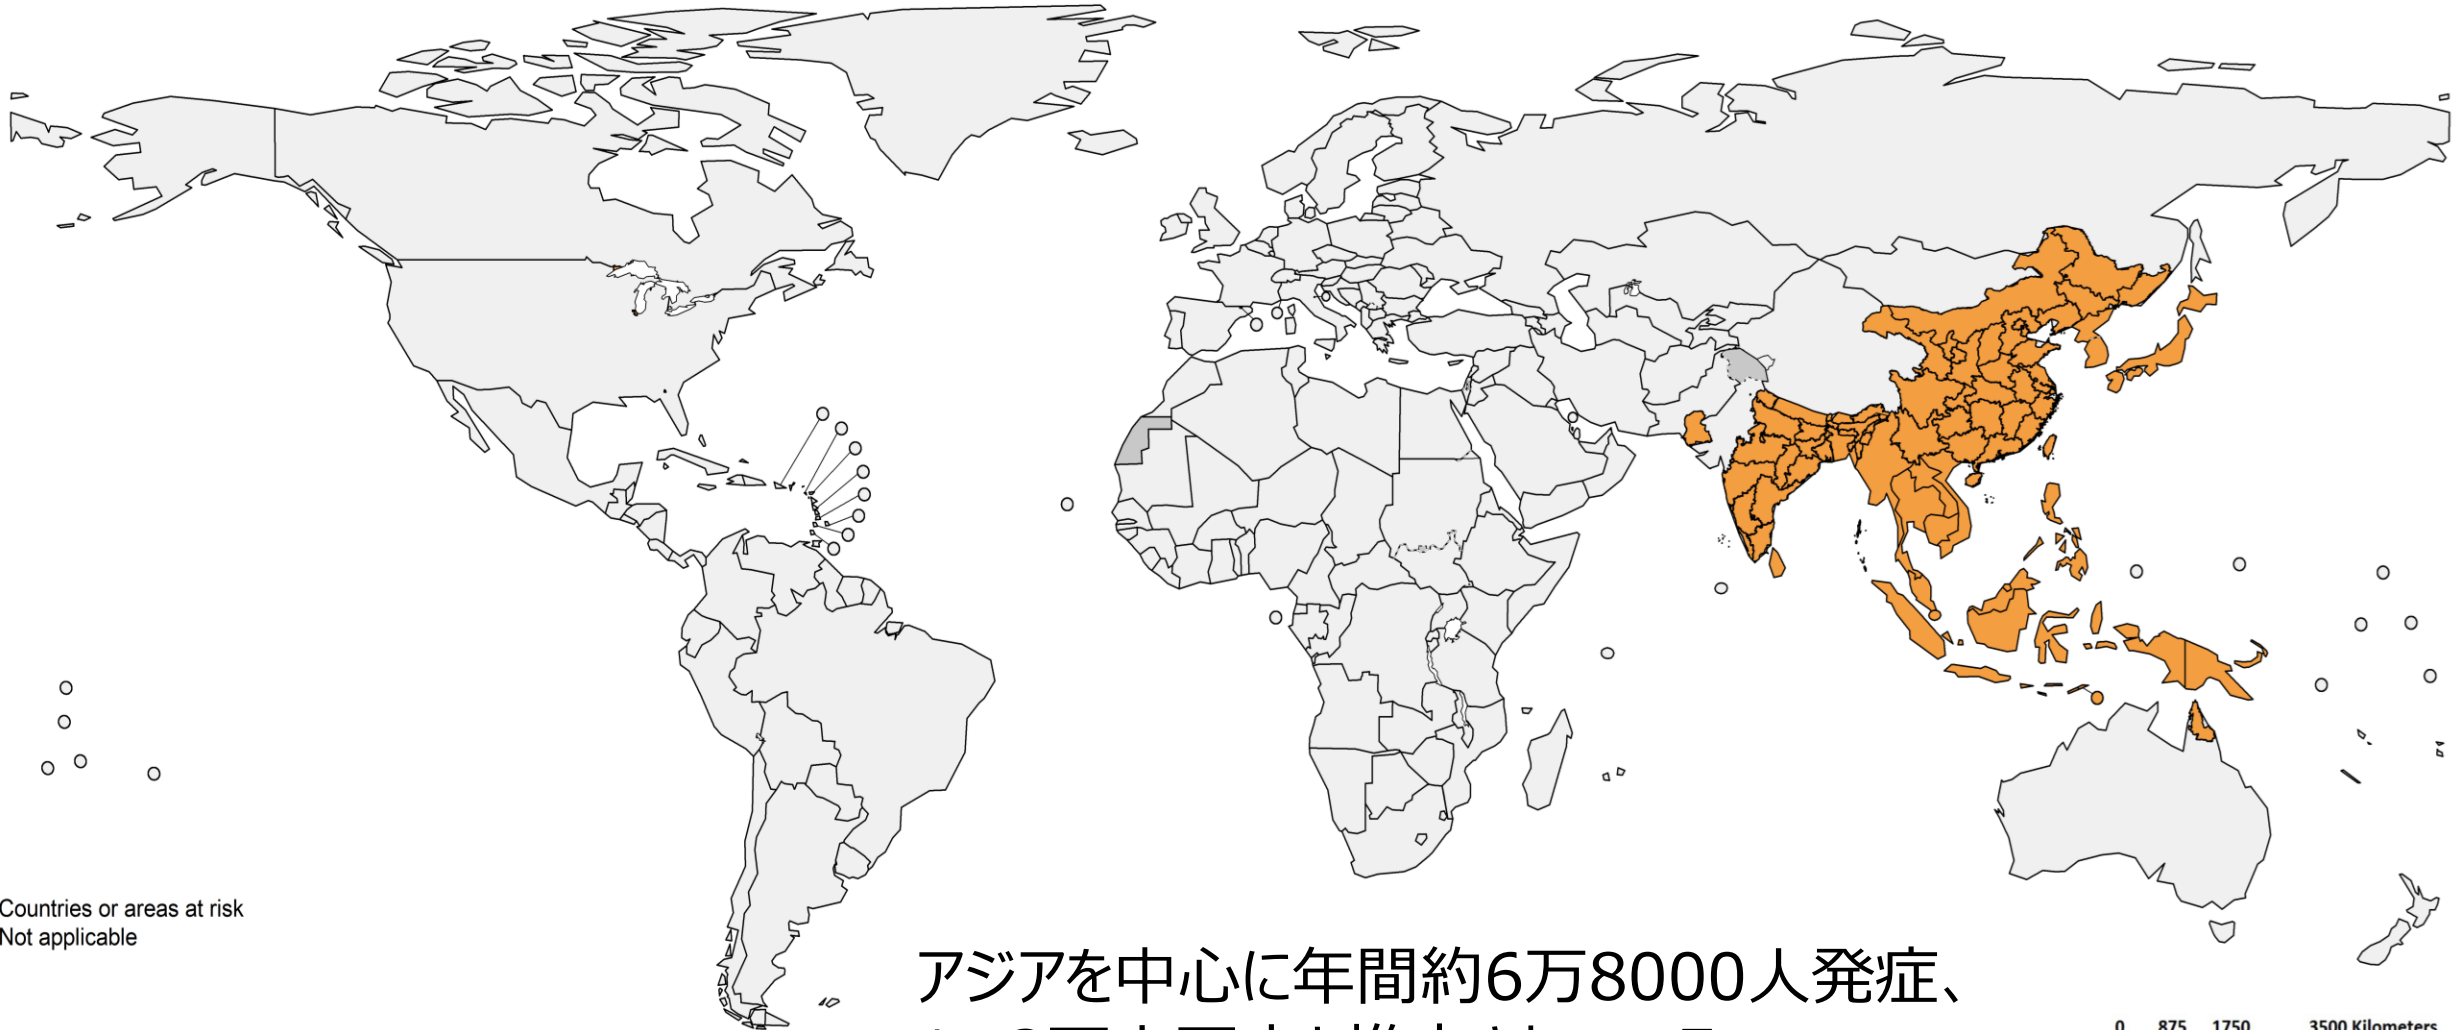 Countries or areas at risk
Not applicable
アジアを中心に年間約6万8000人発症、
0 875 1750 3500 Kilometers